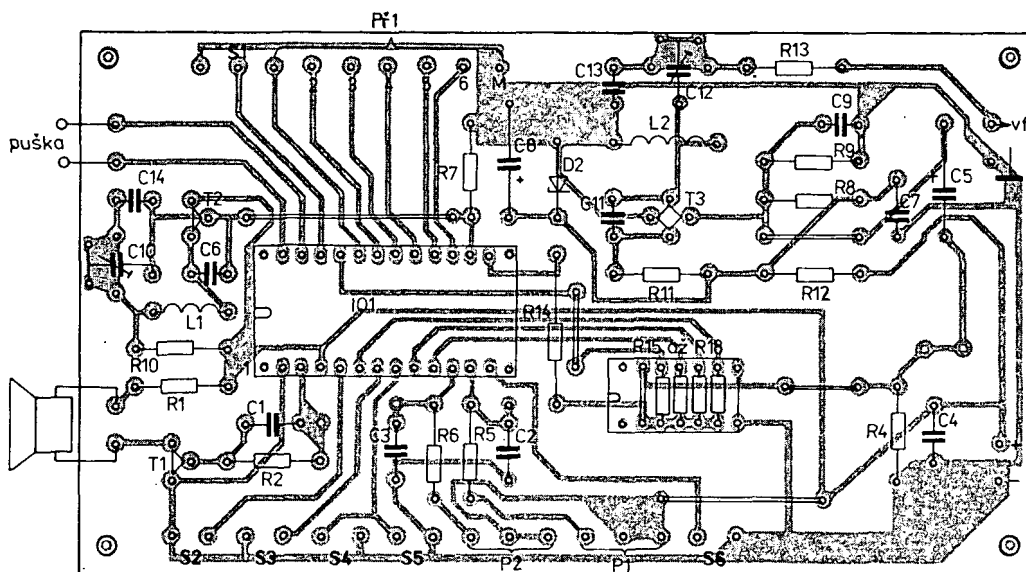 Př1
6 M
R13
C13
C12
C9
vf
puška
L2
C8
R7
D2
R9
C14
R8
C5
T2
C11
T3
C7
C10
C6
R11
R12
L1
IO1
R14
R10
R15 až R18
R1
C1
C3
R6
R5
C2
R4
C4
T1
R2
S2 S3 S4 S5 P2 P1 S6